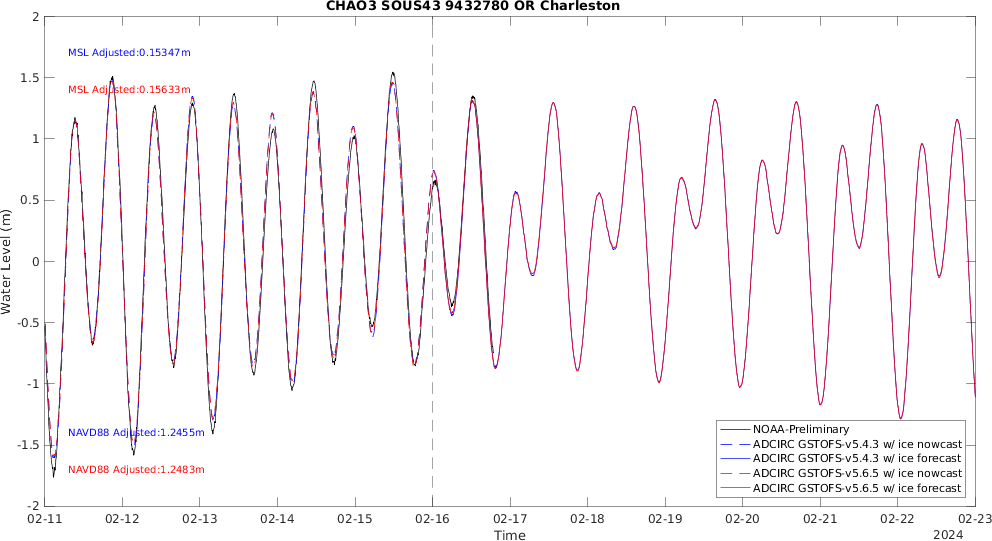 CHAO3 SOUS43 9432780 OR Charleston
2
1.5
1
0.5
0
-0.5
-1
-1.5
-2
Water Level (m)
MSL Adjusted:0.15347m
MSL Adjusted:0.15633m
NAVD88 Adjusted:1.2455m
NAVD88 Adjusted:1.2483m
NOAA-Preliminary
ADCIRC GSTOFS-v5.4.3 w/ ice nowcast
ADCIRC GSTOFS-v5.4.3 w/ ice forecast
ADCIRC GSTOFS-v5.6.5 w/ ice nowcast
ADCIRC GSTOFS-v5.6.5 w/ ice forecast
02-11 02-12 02-13 02-14 02-15 02-16 02-17 02-18 02-19 02-20 02-21 02-22 02-23
Time
2024